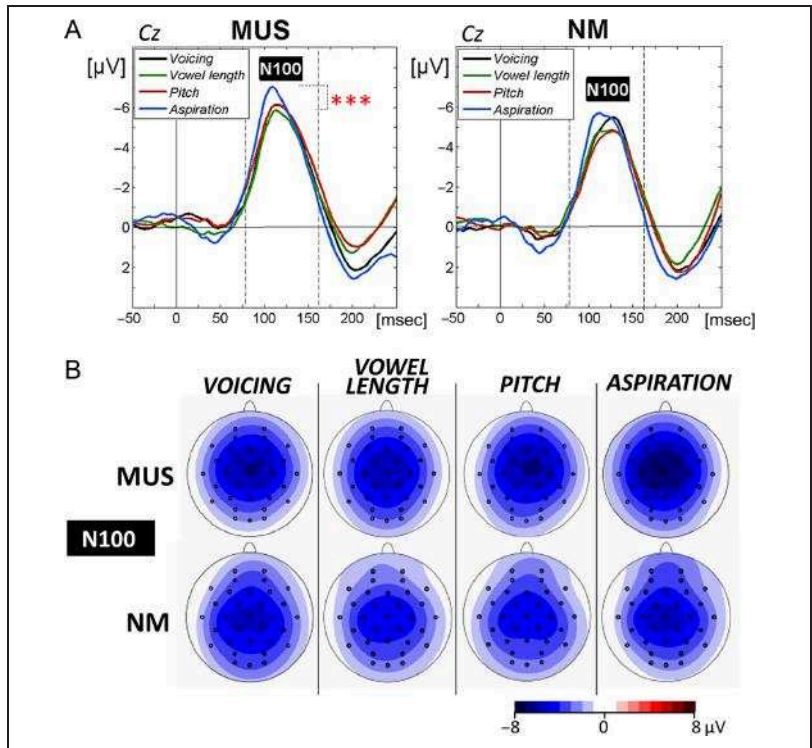 A
Cz
MUS
[µV]
Voicing
Vowel length
Pitch
Aspiration
N100
***
-6
-4
-2
0
2
-50 0 50 100 150 200 [msec]
Cz
NM
[µV]
Voicing
Vowel length
Pitch
Aspiration
N100
-6
-4
-2
0
2
-50 0 50 100 150 200 [msec]
B
VOICING
VOWEL
LENGTH
PITCH
ASPIRATION
MUS
N100
NM
-8 0 8 µV